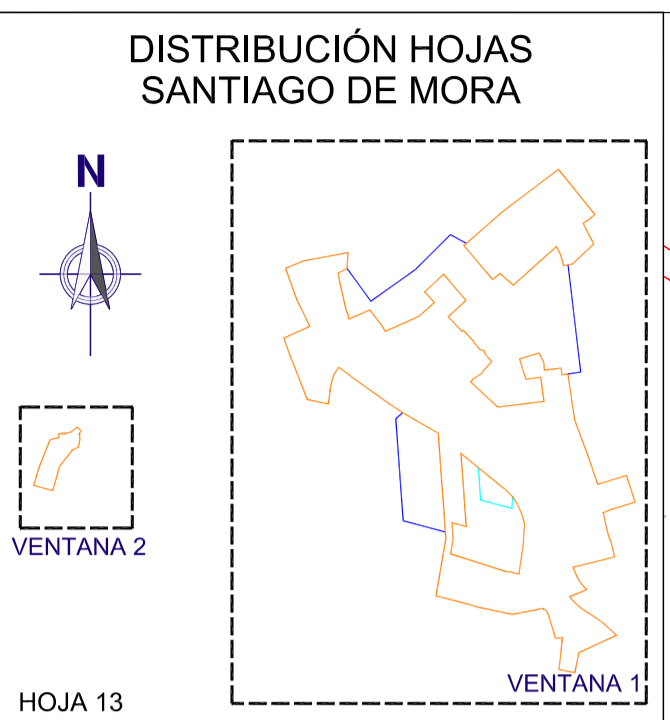 DISTRIBUCIÓN HOJAS
SANTIAGO DE MORA
N
VENTANA 2
VENTANA 1
HOJA 13